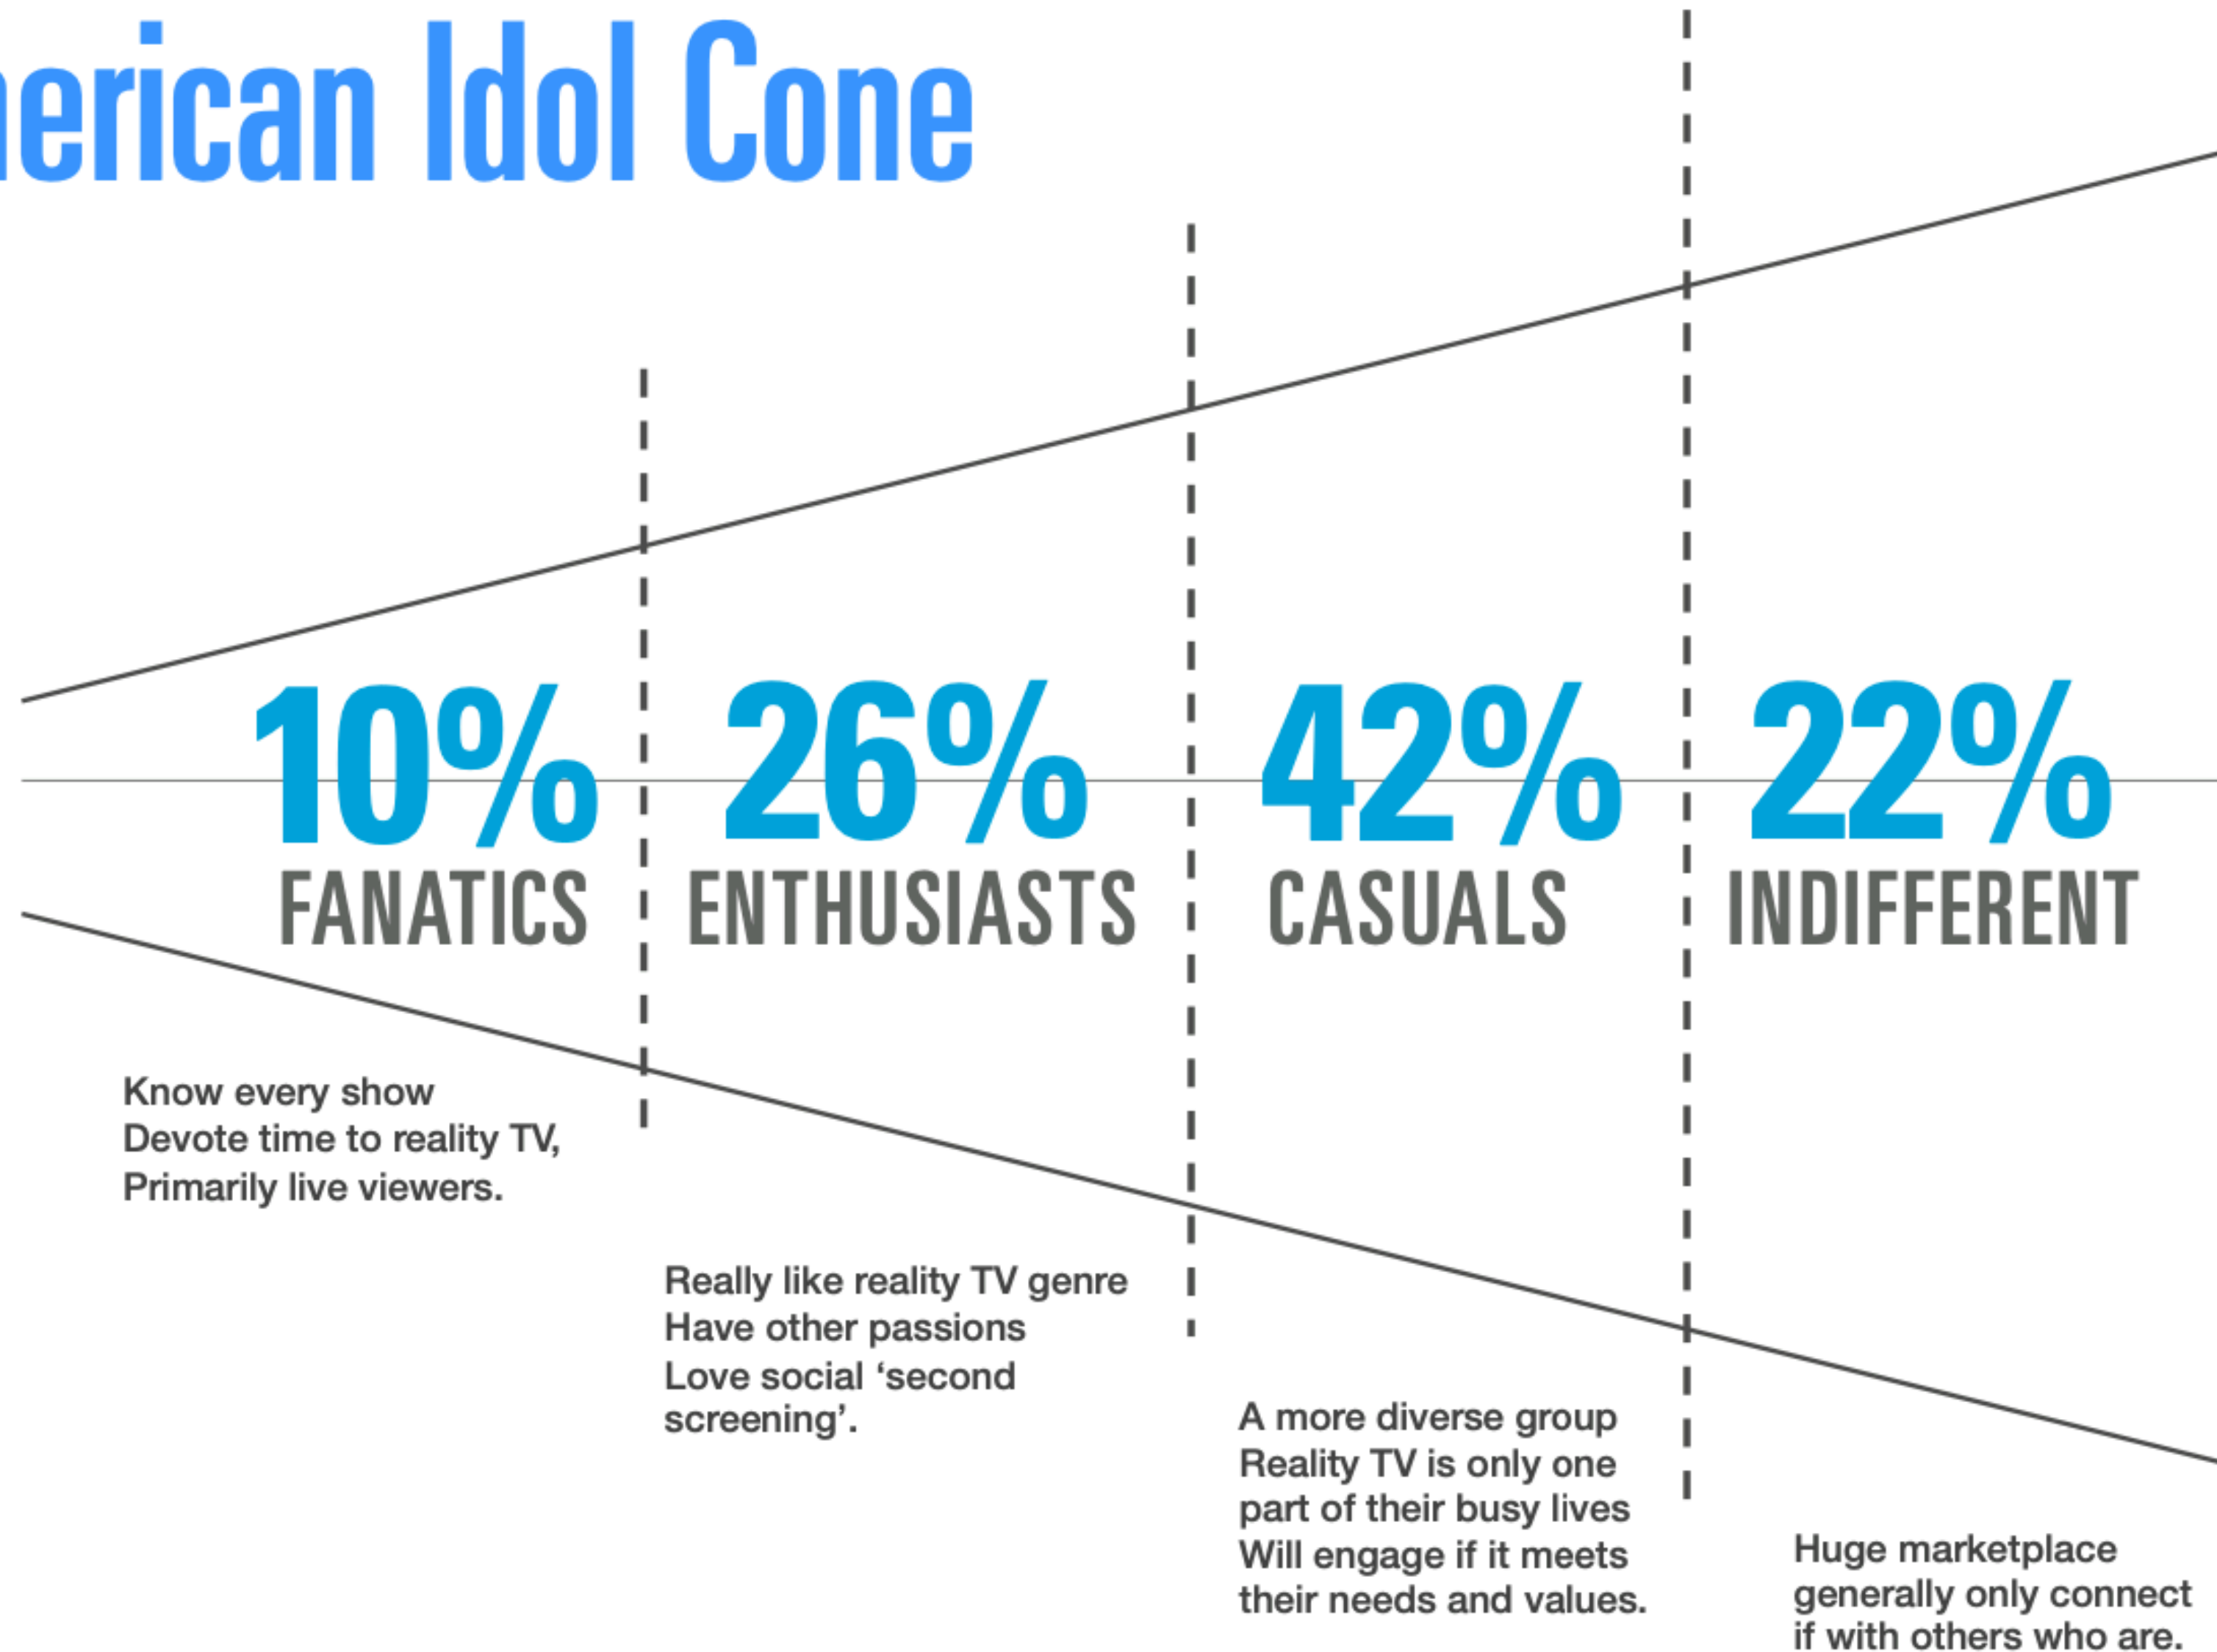 merican Idol Cone
10%
FANATICS
26%
ENTHUSIASTS
42%
CASUALS
22%
INDIFFERENT
Know every show
Devote time to reality TV,
Primarily live viewers.
Really like reality TV genre
Have other passions
Love social ‘second
screening’.
A more diverse group
Reality TV is only one
part of their busy lives
Will engage if it meets
their needs and values.
Huge marketplace
generally only connect
if with others who are.